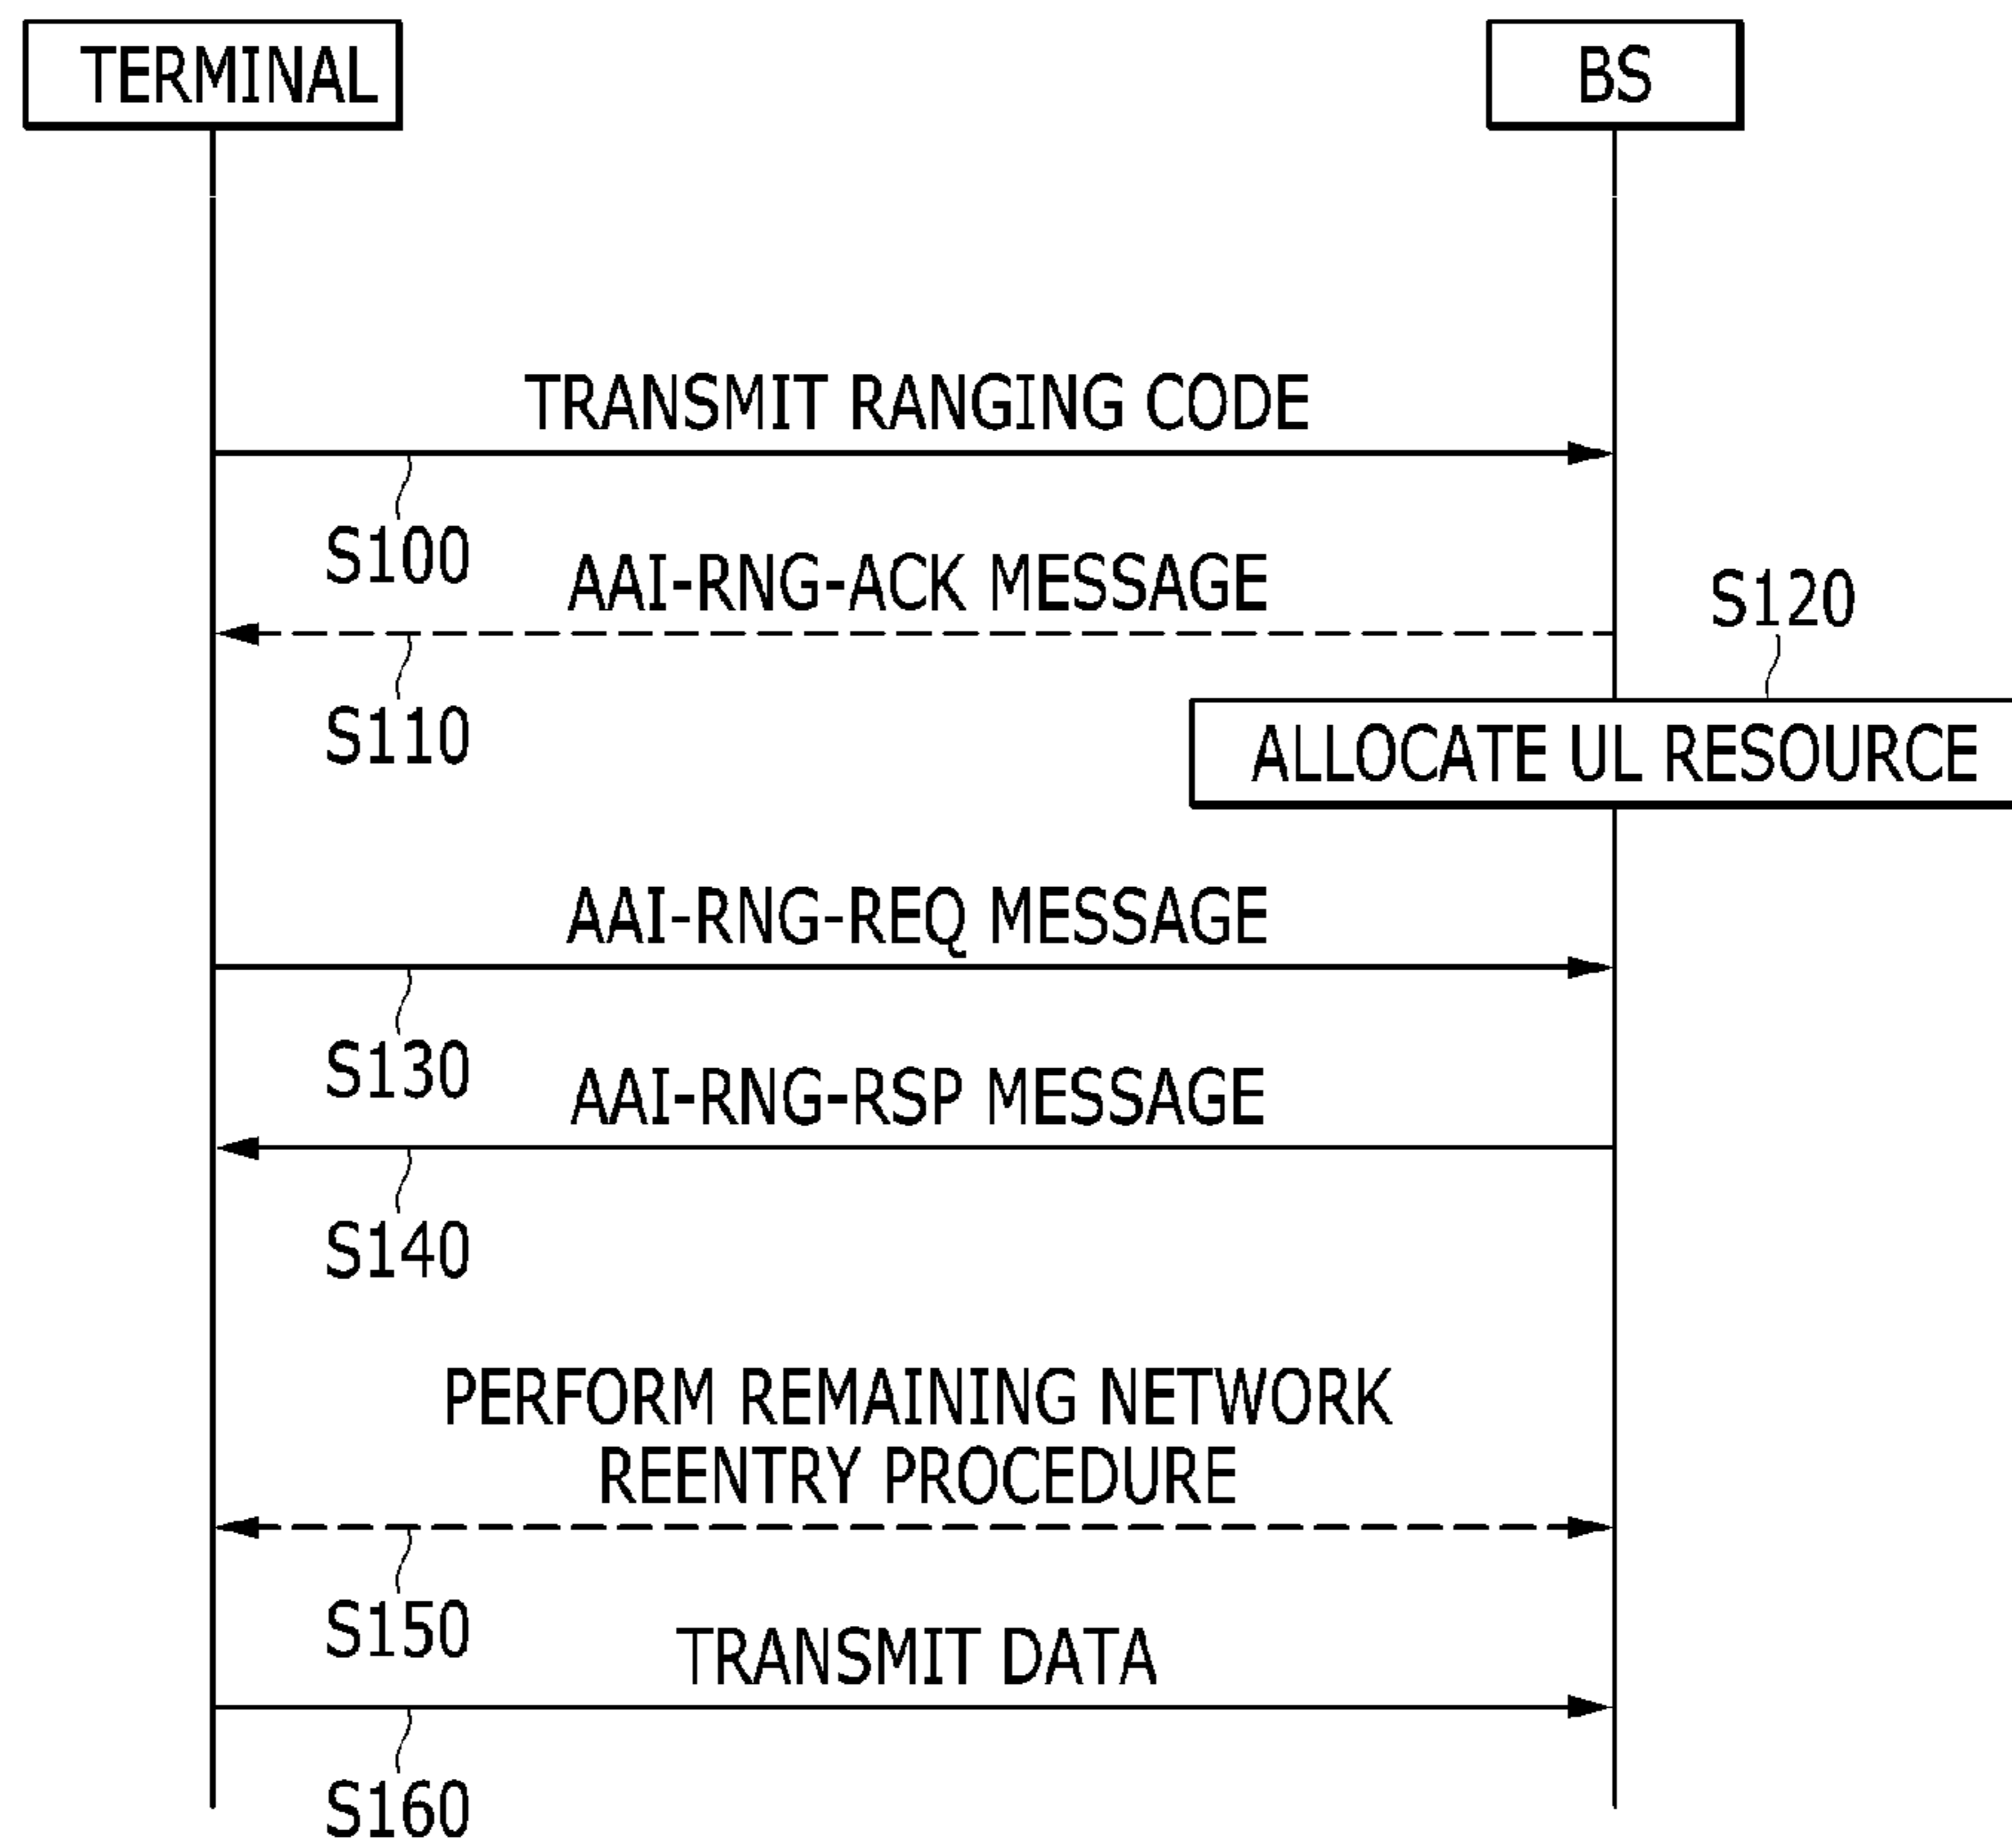 TERMINAL
BS
TRANSMIT RANGING CODE
S100
AAI-RNG-ACK MESSAGE
S110
S120
ALLOCATE UL RESOURCE
AAI-RNG-REQ MESSAGE
S130
AAI-RNG-RSP MESSAGE
S140
PERFORM REMAINING NETWORK
REENTRY PROCEDURE
S150
TRANSMIT DATA
S160